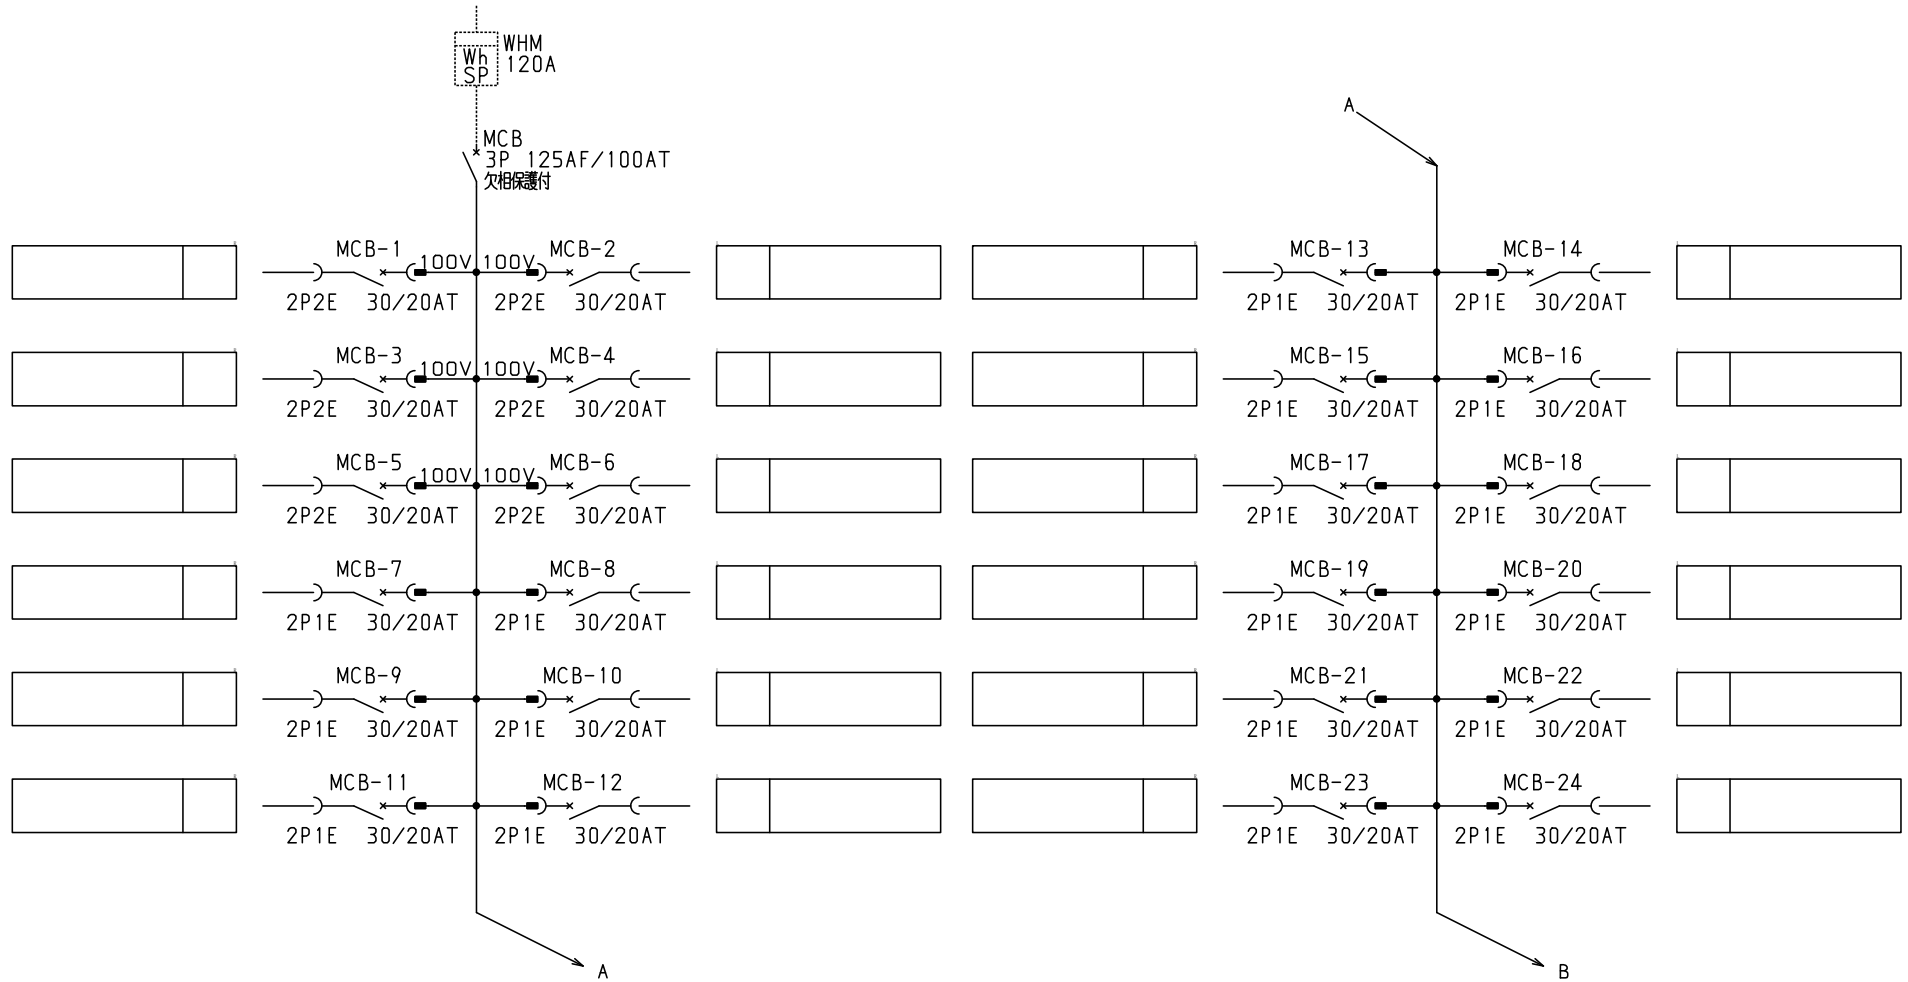 WHM
Wh
120A
SP
MCB
3P 125AF/100AT
欠相保護付
MCB-1
100V
100V
MCB-2
2P2E 30/20AT
2P2E 30/20AT
MCB-3
100V
100V
MCB-4
2P2E 30/20AT
2P2E 30/20AT
MCB-5
100V
100V
MCB-6
2P2E 30/20AT
2P2E 30/20AT
MCB-7
MCB-8
2P1E 30/20AT
2P1E 30/20AT
MCB-9
MCB-10
2P1E 30/20AT
2P1E 30/20AT
MCB-11
MCB-12
2P1E 30/20AT
2P1E 30/20AT
A
A
MCB-13
MCB-14
2P1E 30/20AT
2P1E 30/20AT
MCB-15
MCB-16
2P1E 30/20AT
2P1E 30/20AT
MCB-17
MCB-18
2P1E 30/20AT
2P1E 30/20AT
MCB-19
MCB-20
2P1E 30/20AT
2P1E 30/20AT
MCB-21
MCB-22
2P1E 30/20AT
2P1E 30/20AT
MCB-23
MCB-24
2P1E 30/20AT
2P1E 30/20AT
B